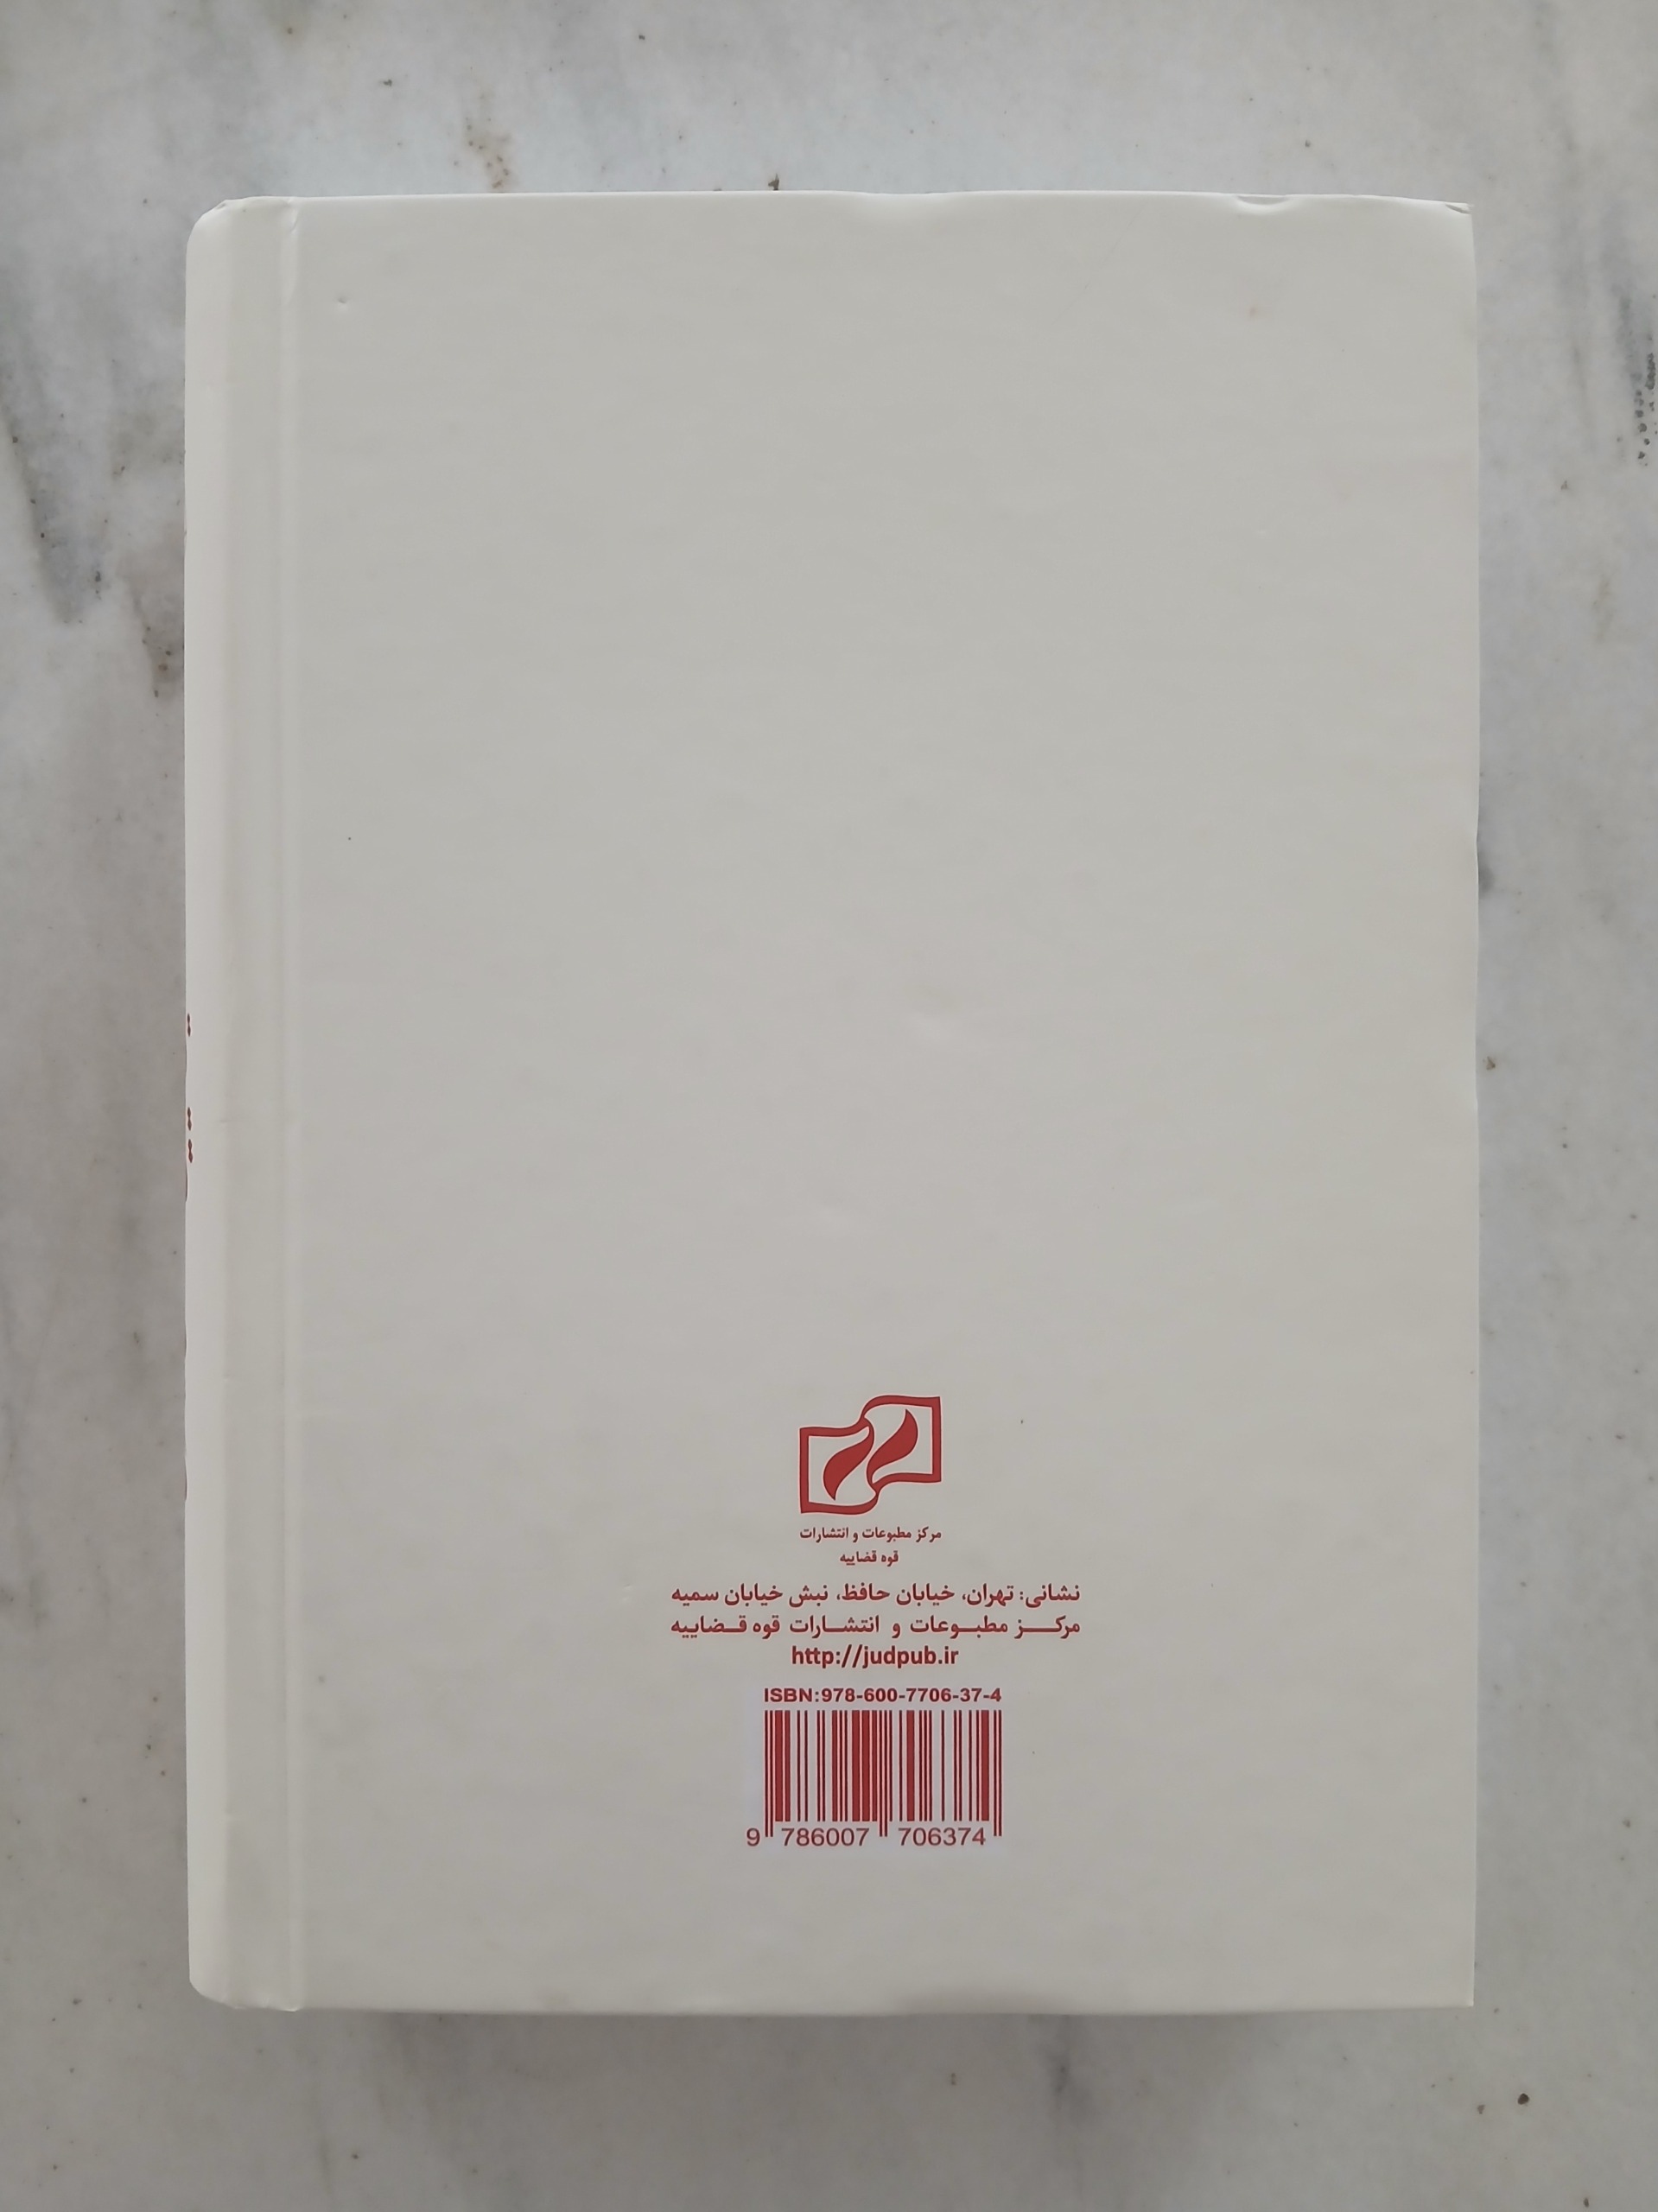 مرکز مطبوعات و انتشارات
قوه قضاییه
نشانی: تهران، خیابان حافظ، نبش خیابان سمیه
مرکز مطبوعات و انتشارات قوه قضاییه
http://judpub.ir
ISBN:978-600-7706-37-4
9 786007 706374